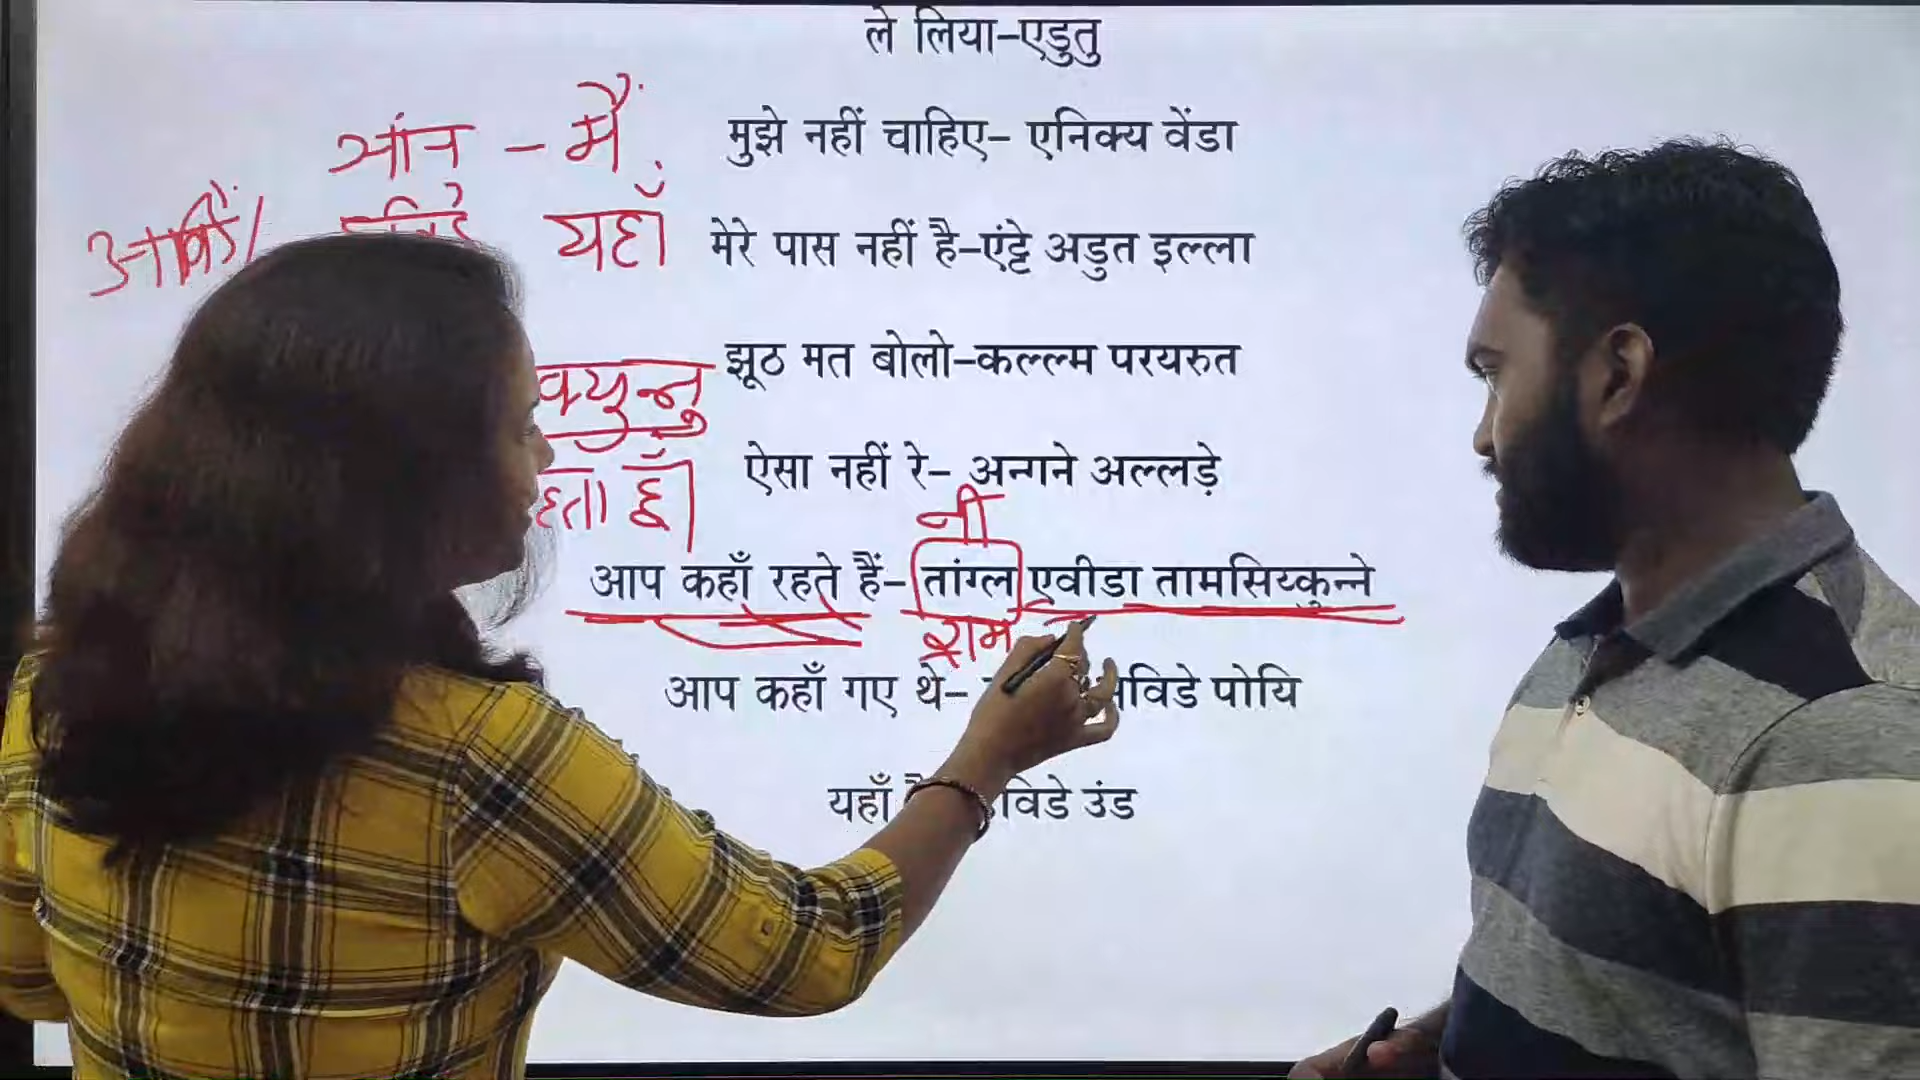 ले लिया–एडुतु
मुझे नहीं चाहिए– एनिक्य वेंडा
मेरे पास नहीं है–एंट्टे अडुत इल्ला
झूठ मत बोलो–कल्ल्म परयरुत
ऐसा नहीं रे– अन्गने अल्लड़े
आप कहाँ रहते हैं– तांग्ल एवीडा तामसिय्कुन्ने
आप कहाँ गए थे– पोयि
यहाँ उंड
– मैं
यहाँ
हूँ।
नी
राम